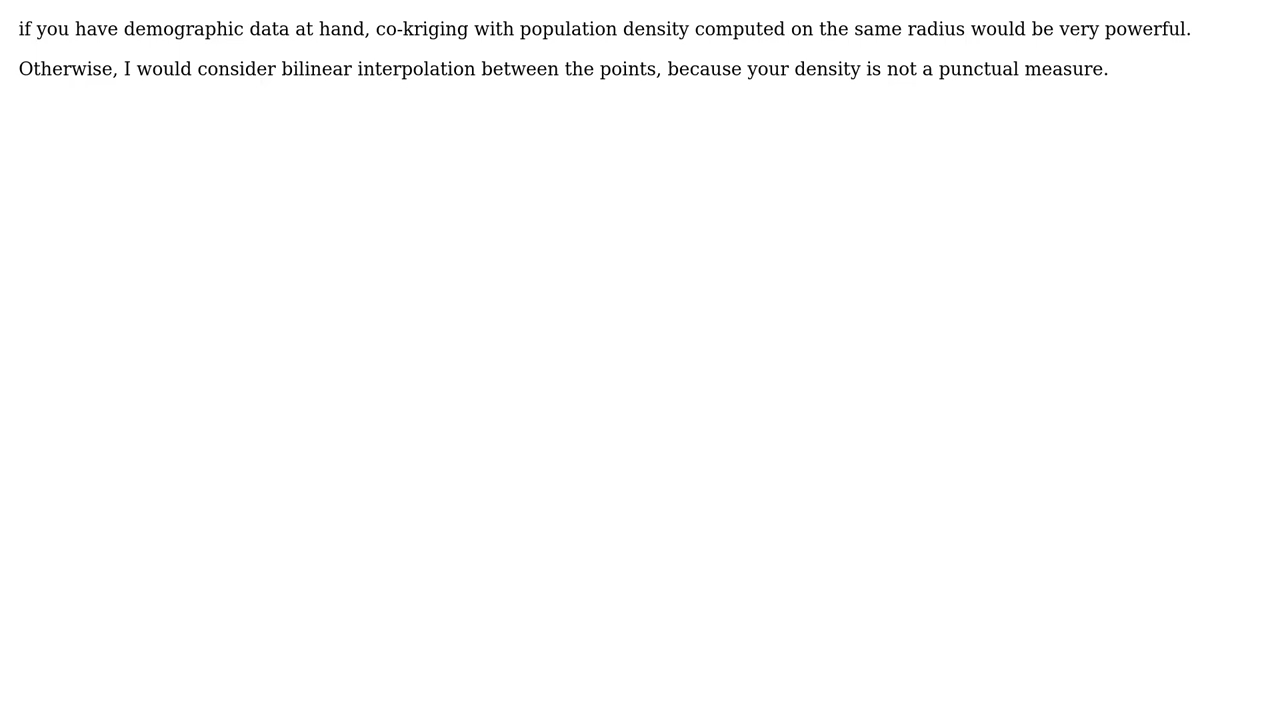 if you have demographic data at hand, co-kriging with population density computed on the same radius would be very powerful.
Otherwise, I would consider bilinear interpolation between the points, because your density is not a punctual measure.